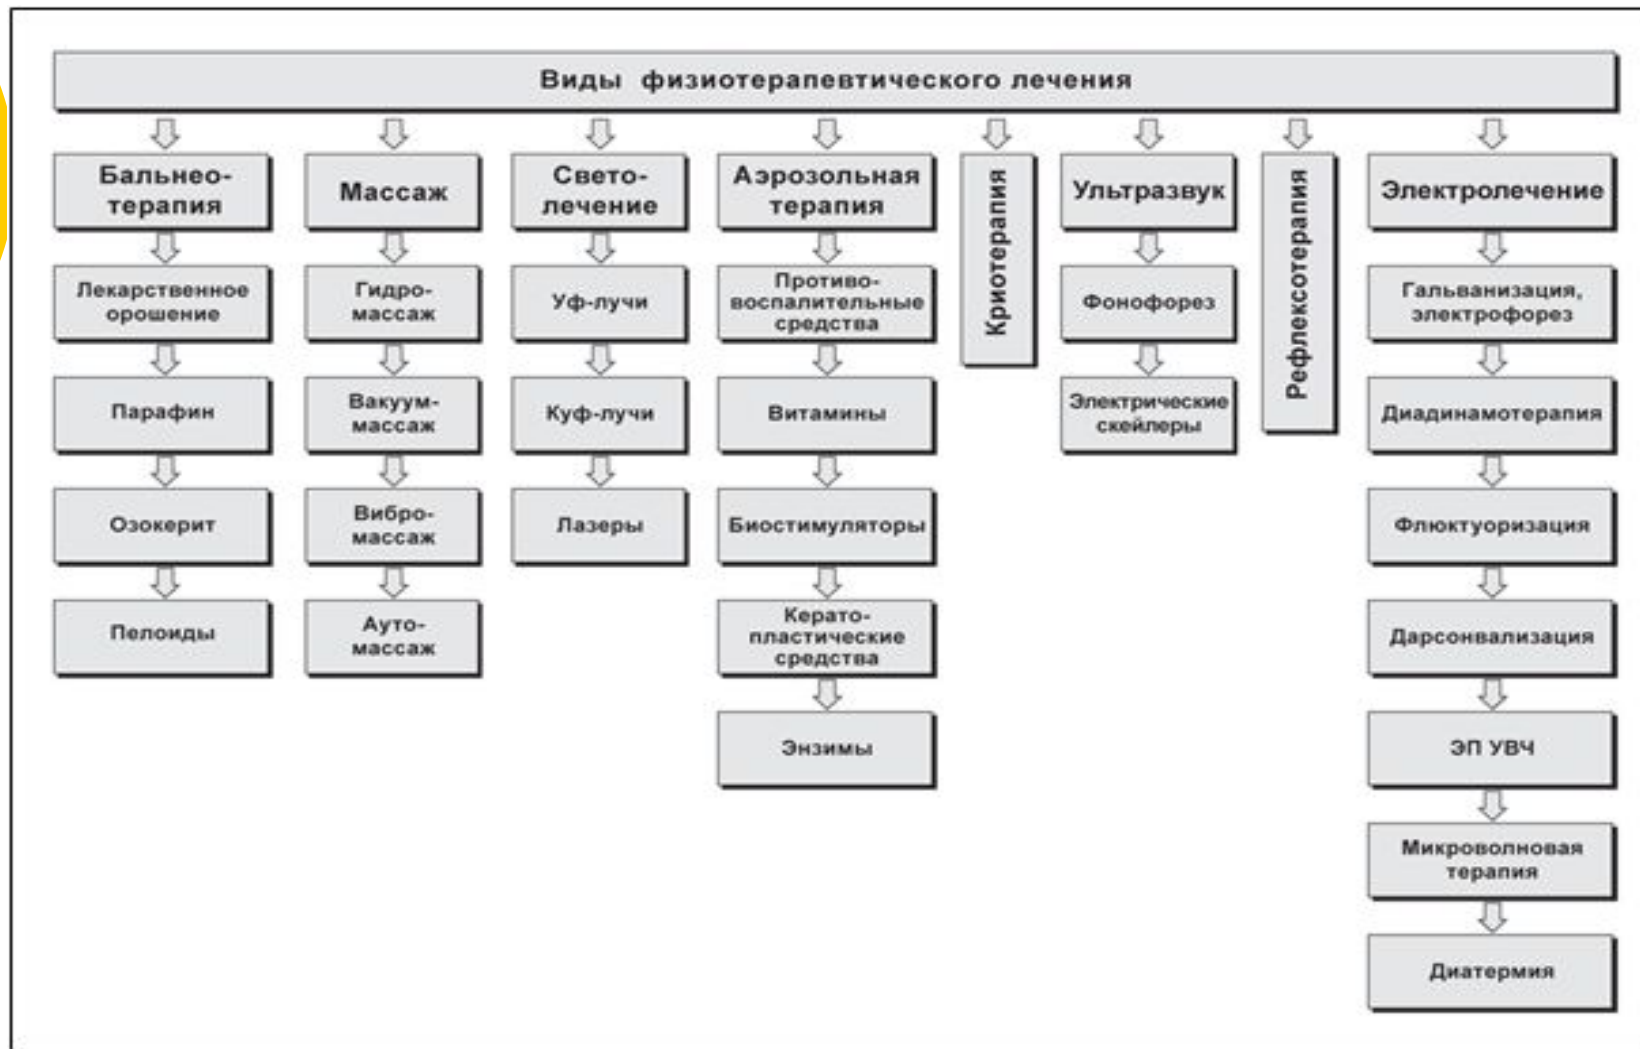 Виды физиотерапевтического лечения
Бальнео-
терапия
Лекарственное
орошение
Парафин
Озокерит
Пелоиды
Массаж
Гидро-
массаж
Вакуум-
массаж
Вибро-
массаж
Ауто-
массаж
Свето-
лечение
Уф-лучи
Куф-лучи
Лазеры
Аэрозольная
терапия
Противо-
воспалительные
средства
Витамины
Биостимуляторы
Керато-
пластические
средства
Энзимы
Криотерапия
Ультразвук
Фонофорез
Электрические
скейлеры
Рефлексотерапия
Электролечение
Гальванизация,
электрофорез
Диадинамотерапия
Флюктуоризация
Дарсонвализация
ЭП УВЧ
Микроволновая
терапия
Диатермия